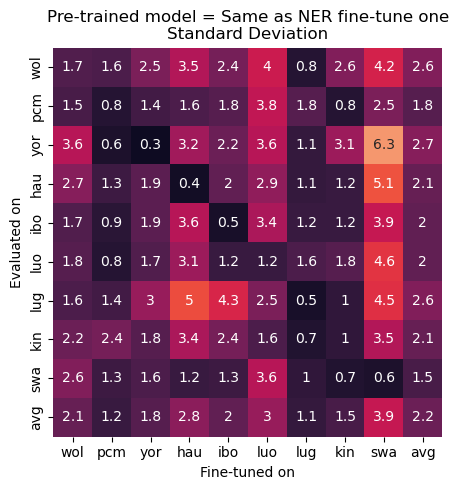 Pre-trained model = Same as NER fine-tune one
Standard Deviation
Evaluated on
wol 1.7 1.6 2.5 3.5 2.4 4 0.8 2.6 4.2 2.6
pcm 1.5 0.8 1.4 1.6 1.8 3.8 1.8 0.8 2.5 1.8
yor 3.6 0.6 0.3 3.2 2.2 3.6 1.1 3.1 6.3 2.7
hau 2.7 1.3 1.9 0.4 2 2.9 1.1 1.2 5.1 2.1
ibo 1.7 0.9 1.9 3.6 0.5 3.4 1.2 1.2 3.9 2
luo 1.8 0.8 1.7 3.1 1.2 1.2 1.6 1.8 4.6 2
lug 1.6 1.4 3 5 4.3 2.5 0.5 1 4.5 2.6
kin 2.2 2.4 1.8 3.4 2.4 1.6 0.7 1 3.5 2.1
swa 2.6 1.3 1.6 1.2 1.3 3.6 1 0.7 0.6 1.5
avg 2.1 1.2 1.8 2.8 2 3 1.1 1.5 3.9 2.2
wol pcm yor hau ibo luo lug kin swa avg
Fine-tuned on